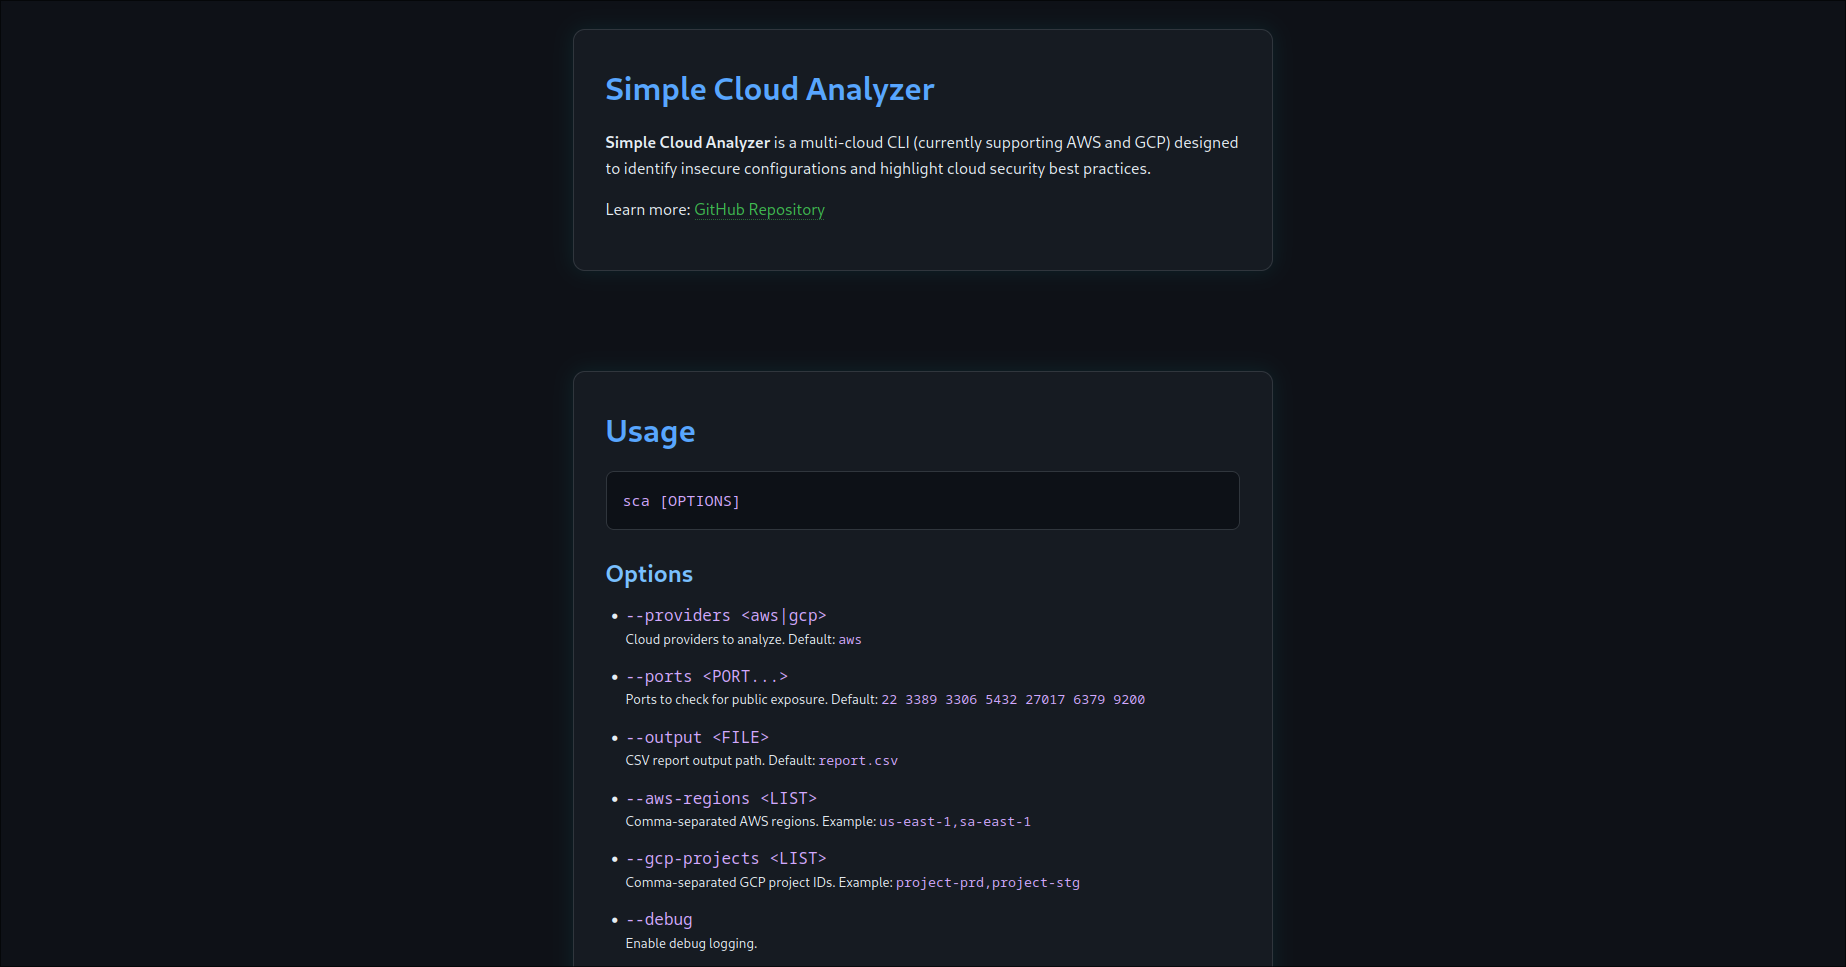 Simple Cloud Analyzer
Simple Cloud Analyzer is a multi-cloud CLI (currently supporting AWS and GCP) designed
to identify insecure configurations and highlight cloud security best practices.
Learn more: GitHub Repository
Usage
sca [OPTIONS]
Options
--providers <aws|gcp>
Cloud providers to analyze. Default: aws
--ports <PORT...>
Ports to check for public exposure. Default: 22 3389 3306 5432 27017 6379 9200
--output <FILE>
CSV report output path. Default: report.csv
--aws-regions <LIST>
Comma-separated AWS regions. Example: us-east-1,sa-east-1
--gcp-projects <LIST>
Comma-separated GCP project IDs. Example: project-prd,project-stg
--debug
Enable debug logging.